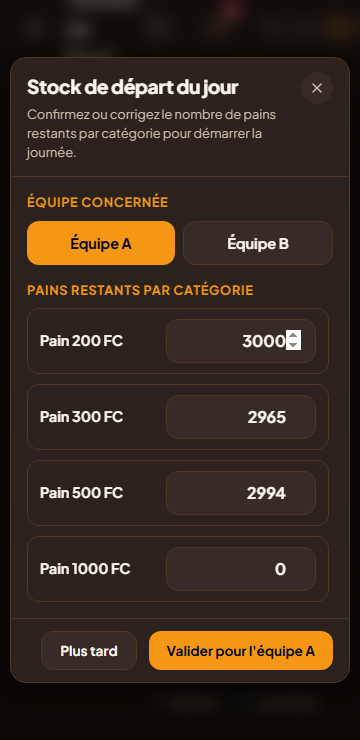 Stock de départ du jour
Confirmez ou corrigez le nombre de pains
restants par catégorie pour démarrer la
journée.
ÉQUIPE CONCERNÉE
Équipe A
Équipe B
PAINS RESTANTS PAR CATÉGORIE
Pain 200 FC
3000
Pain 300 FC
2965
Pain 500 FC
2994
Pain 1000 FC
0
Plus tard
Valider pour l'équipe A